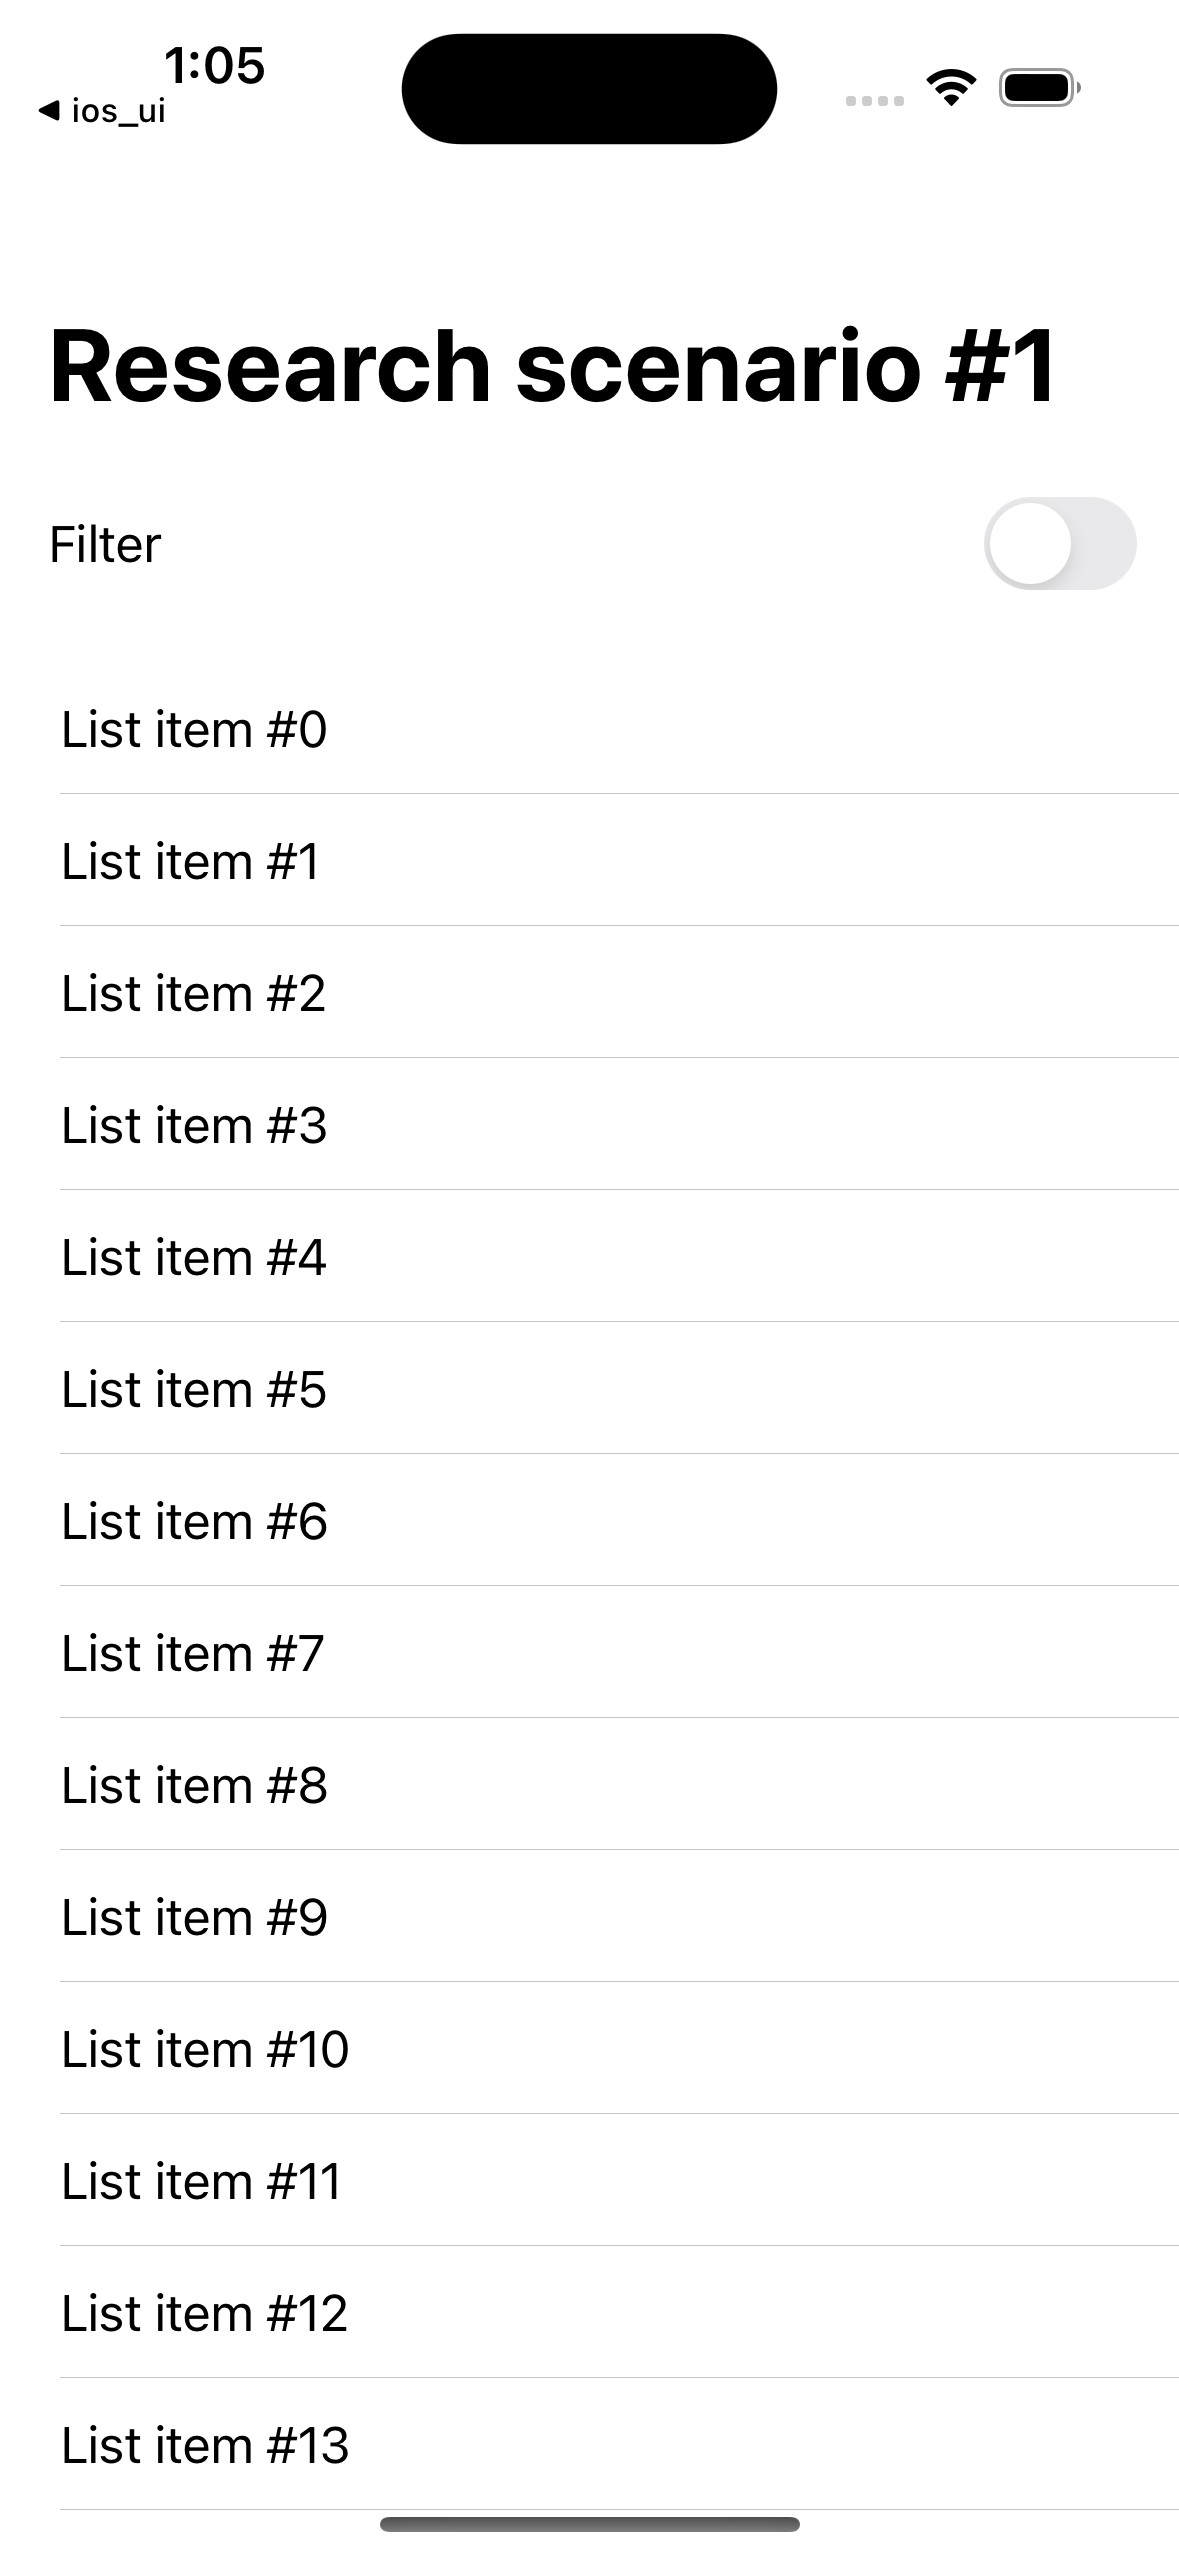 1:05
ios_ui
Research scenario #1
Filter
List item #0
List item #1
List item #2
List item #3
List item #4
List item #5
List item #6
List item #7
List item #8
List item #9
List item #10
List item #11
List item #12
List item #13